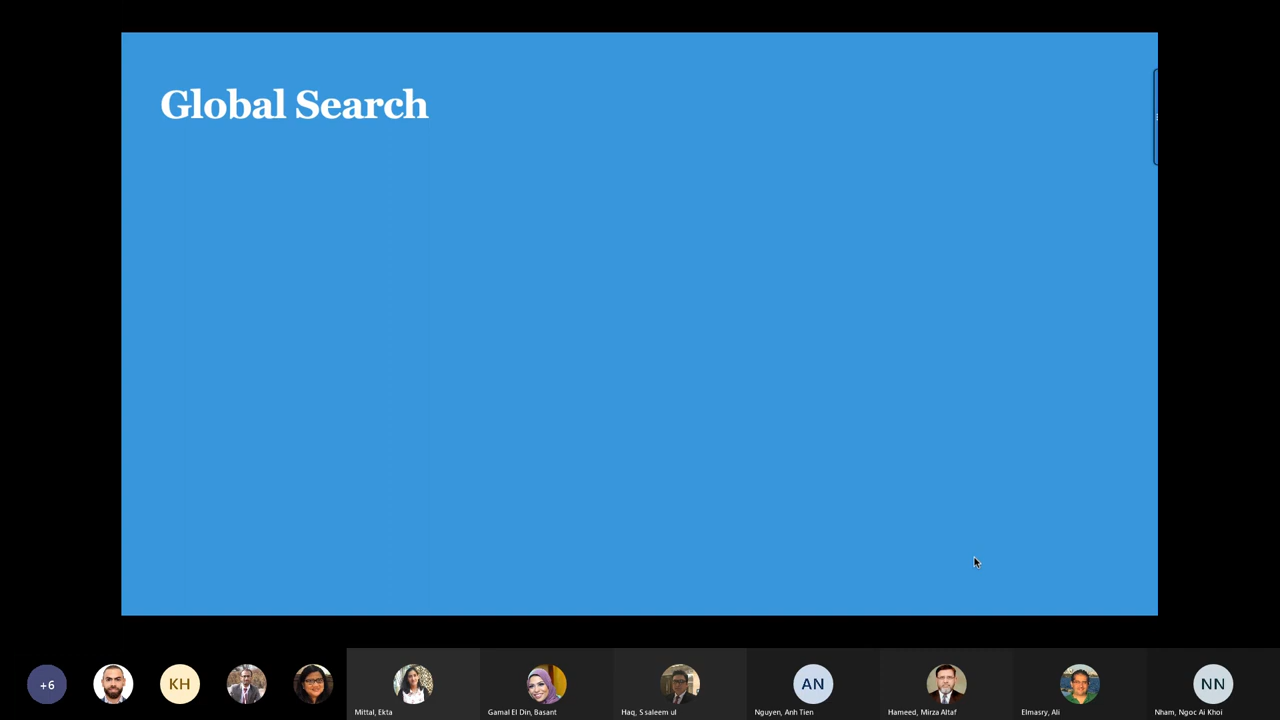 Global Search
+6
KH
Mittal, Ekta
Gamal El Din, Basant
Haq, S saleem ul
AN
Nguyen, Anh Tien
Hameed, Mirza Altaf
Elmasry, Ali
NN
Nham, Ngoc Ai Khoi